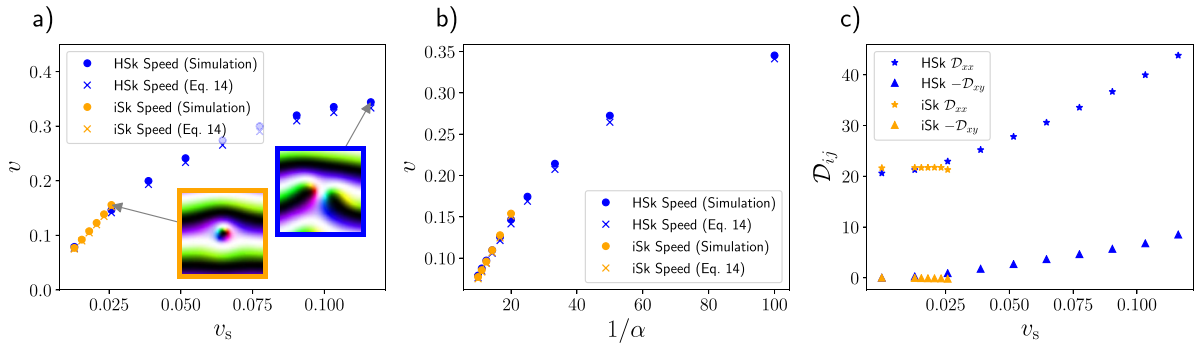 a)
0.4
0.3
0.2
0.1
0.0
v
0.025
0.050
0.075
0.100
v_s
HSk Speed (Simulation)
HSk Speed (Eq. 14)
iSk Speed (Simulation)
iSk Speed (Eq. 14)
b)
0.35
0.30
0.25
0.20
0.15
0.10
v
20
40
60
80
100
1/α
HSk Speed (Simulation)
HSk Speed (Eq. 14)
iSk Speed (Simulation)
iSk Speed (Eq. 14)
c)
40
30
20
10
0
𝒟_ij
0.025
0.050
0.075
0.100
v_s
HSk 𝒟_xx
HSk −𝒟_xy
iSk 𝒟_xx
iSk −𝒟_xy